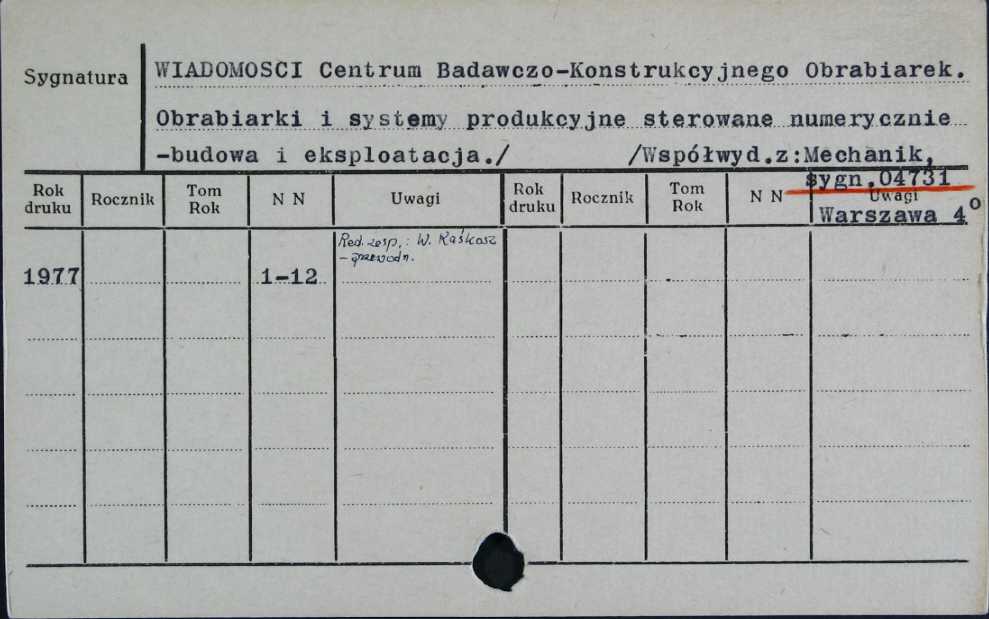 Sygnatura
WIADOMOSCI Centrum Badawczo-Konstrukcyjnego Obrabiarek.
Obrabiarki i systemy produkcyjne sterowane numerycznie
-budowa i eksploatacja./ /Współwyd.z:Mechanik,
sygn.04731
Rok druku Rocznik Tom Rok N N Uwagi Rok druku Rocznik Tom Rok N N Uwagi
Warszawa 4°
Red. zesp.: W. Kaśkosz
- przewodn.
1977 1-12